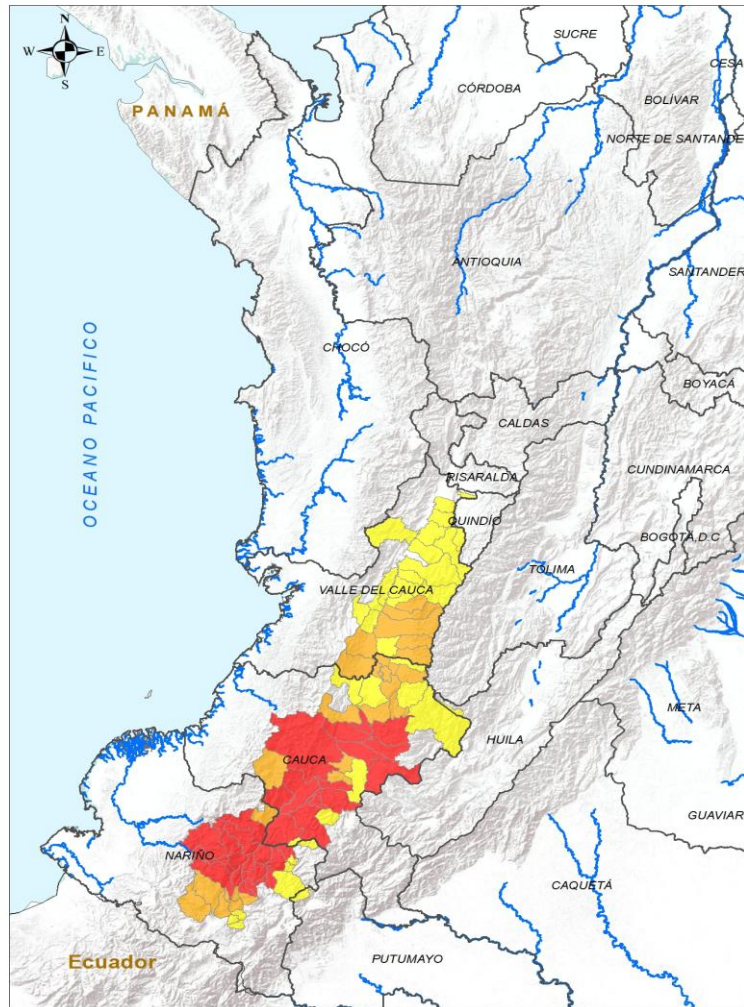 N
W E
S
SUCRE
CESA
CÓRDOBA
BOLÍVAR
PANAMÁ
NORTE DE SANTANDE
ANTIOQUIA
SANTANDER
OCEANO PACIFICO
CHOCÓ
BOYACÁ
CALDAS
CUNDINAMARCA
RISARALDA
QUINDÍO
BOGOTÁ, D.C
TOLIMA
VALLE DEL CAUCA
META
HUILA
CAUCA
GUAVIAR
NARIÑO
CAQUETÁ
Ecuador
PUTUMAYO